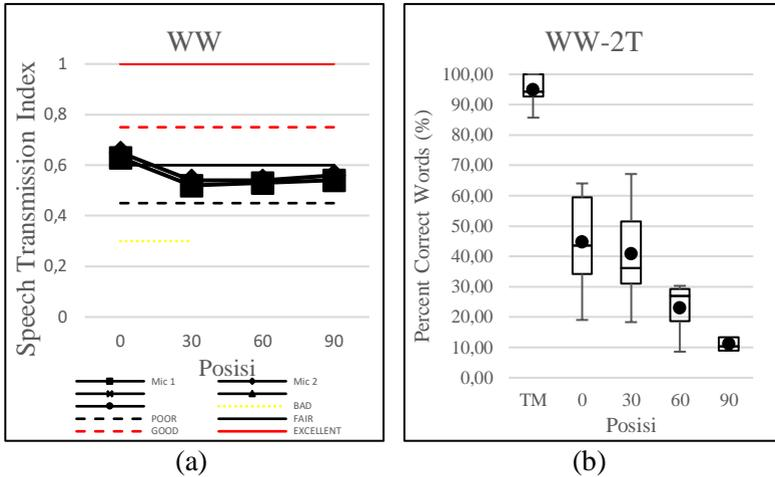 WW
Speech Transmission Index
1
0,8
0,6
0,4
0,2
0
0 30 60 90
Posisi
Mic 1 Mic 2
BAD
POOR FAIR
GOOD EXCELLENT
(a)
WW-2T
Percent Correct Words (%)
100,00
90,00
80,00
70,00
60,00
50,00
40,00
30,00
20,00
10,00
0,00
TM 0 30 60 90
Posisi
(b)